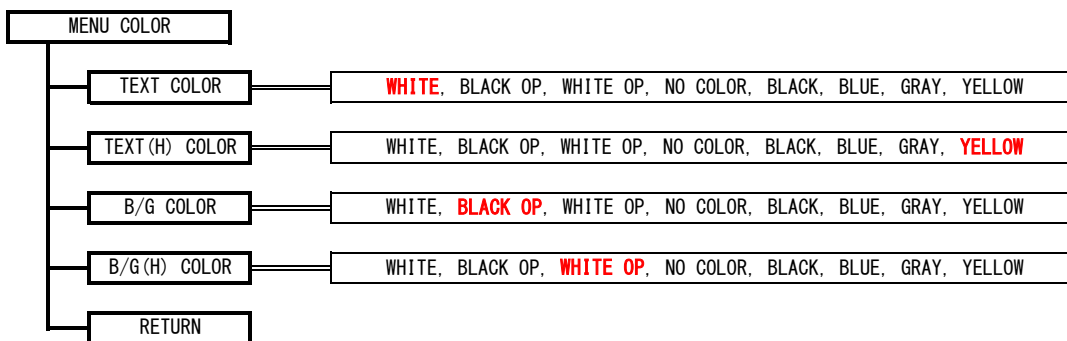 MENU COLOR
TEXT COLOR WHITE, BLACK OP, WHITE OP, NO COLOR, BLACK, BLUE, GRAY, YELLOW
TEXT(H) COLOR WHITE, BLACK OP, WHITE OP, NO COLOR, BLACK, BLUE, GRAY, YELLOW
B/G COLOR WHITE, BLACK OP, WHITE OP, NO COLOR, BLACK, BLUE, GRAY, YELLOW
B/G(H) COLOR WHITE, BLACK OP, WHITE OP, NO COLOR, BLACK, BLUE, GRAY, YELLOW
RETURN